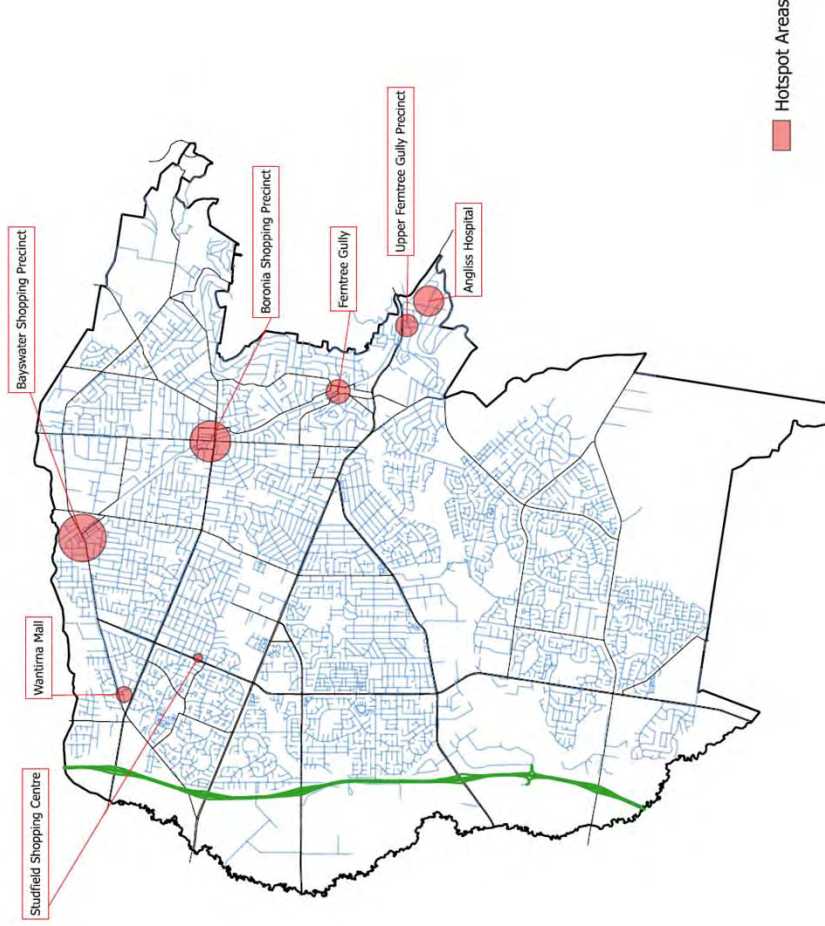 Bayswater Shopping Precinct
Boronia Shopping Precinct
Ferntree Gully
Upper Ferntree Gully Precinct
Angliss Hospital
Wantirna Mall
Studfield Shopping Centre
Hotspot Areas